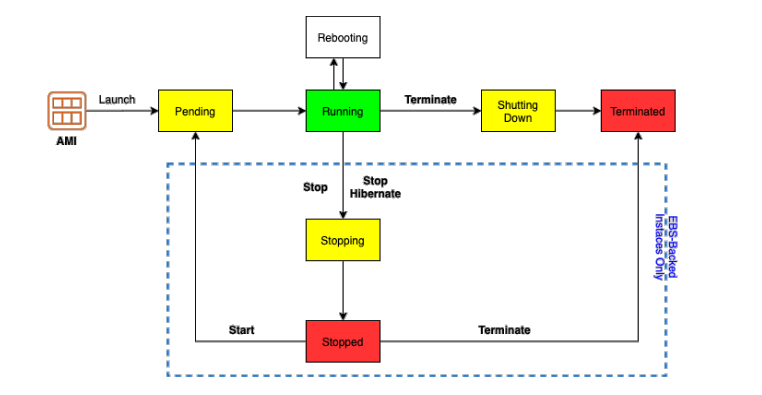 Rebooting
Launch
AMI
Pending
Running
Terminate
Shutting
Down
Terminated
Stop
Stop
Hibernate
EBS-Backed
Instaces Only
Stopping
Start
Stopped
Terminate